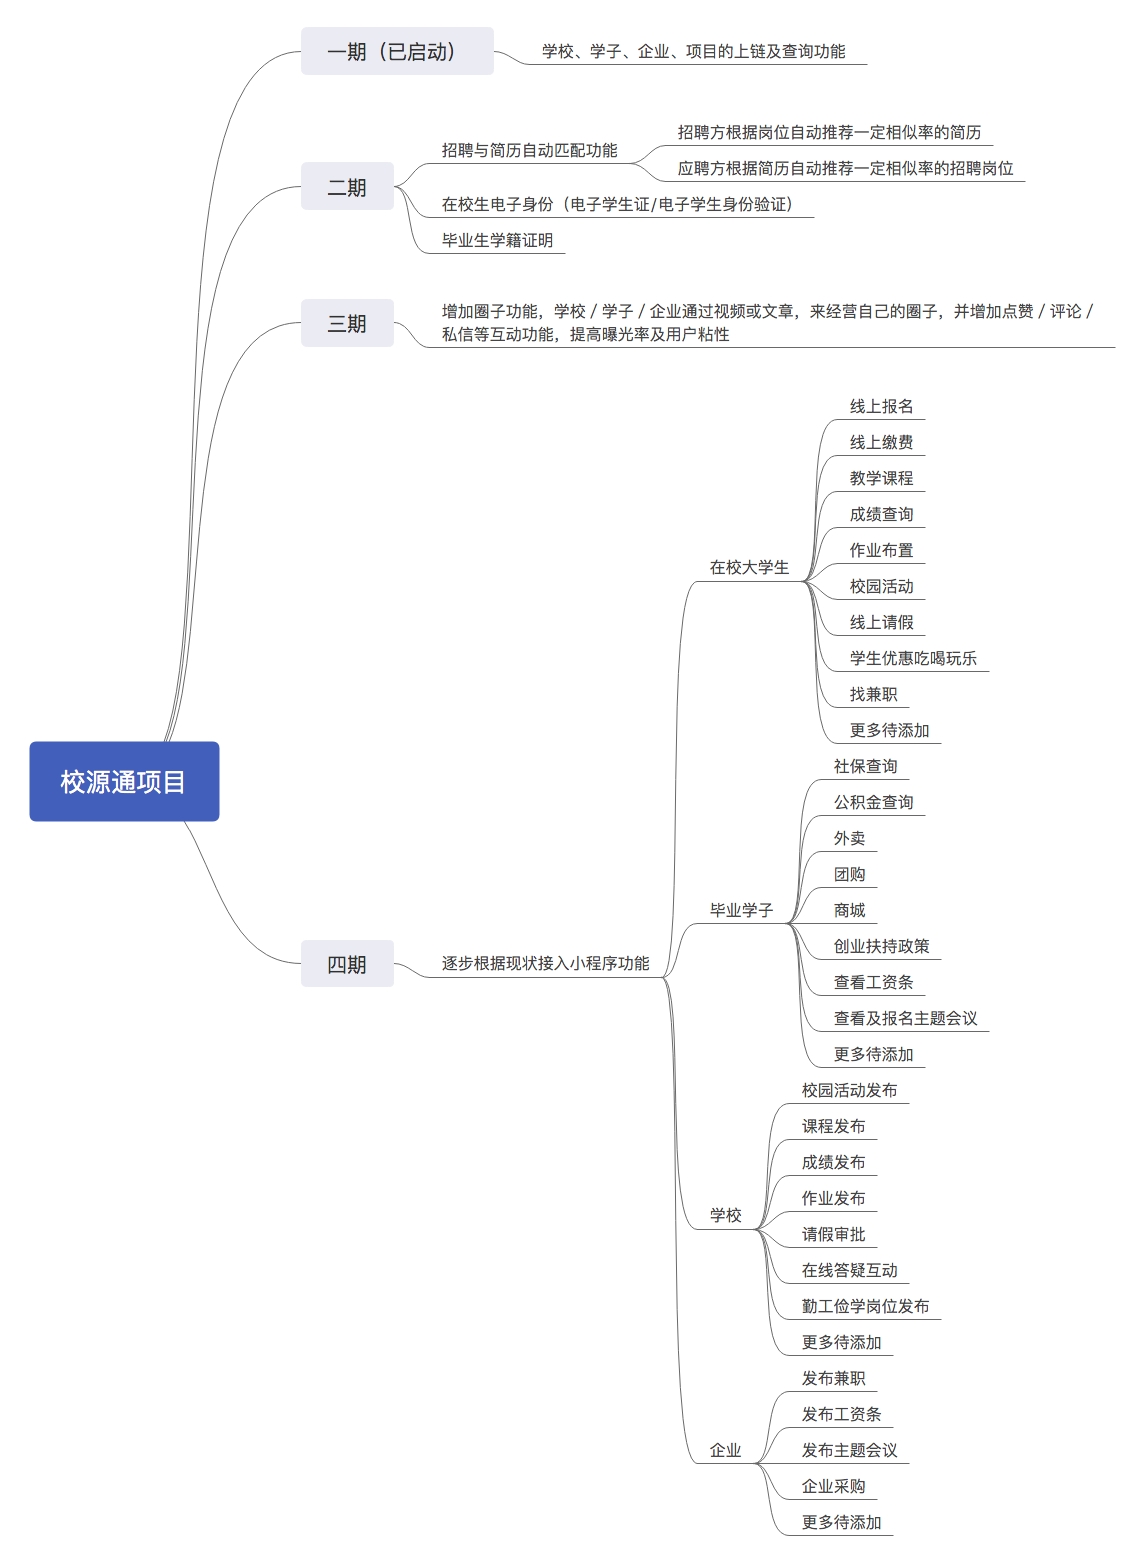 一期（已启动）
学校、学子、企业、项目的上链及查询功能
二期
招聘与简历自动匹配功能
招聘方根据岗位自动推荐一定相似率的简历
应聘方根据简历自动推荐一定相似率的招聘岗位
在校生电子身份（电子学生证/电子学生身份验证）
毕业生学籍证明
三期
增加圈子功能，学校 / 学子 / 企业通过视频或文章，来经营自己的圈子，并增加点赞 / 评论 /
私信等互动功能，提高曝光率及用户粘性
校源通项目
四期
逐步根据现状接入小程序功能
在校大学生
线上报名
线上缴费
教学课程
成绩查询
作业布置
校园活动
线上请假
学生优惠吃喝玩乐
找兼职
更多待添加
毕业学子
社保查询
公积金查询
外卖
团购
商城
创业扶持政策
查看工资条
查看及报名主题会议
更多待添加
学校
校园活动发布
课程发布
成绩发布
作业发布
请假审批
在线答疑互动
勤工俭学岗位发布
更多待添加
企业
发布兼职
发布工资条
发布主题会议
企业采购
更多待添加